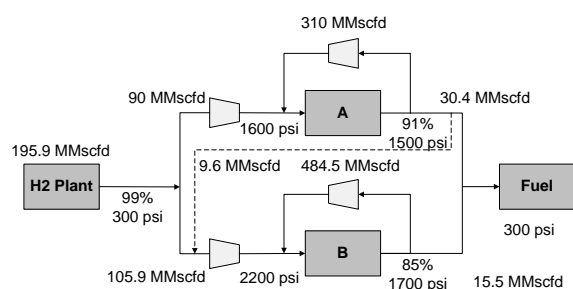 310 MMscfd
90 MMscfd
30.4 MMscfd
A
1600 psi
91%
1500 psi
195.9 MMscfd
9.6 MMscfd
484.5 MMscfd
H2 Plant
Fuel
99%
300 psi
B
300 psi
105.9 MMscfd
2200 psi
85%
1700 psi
15.5 MMscfd